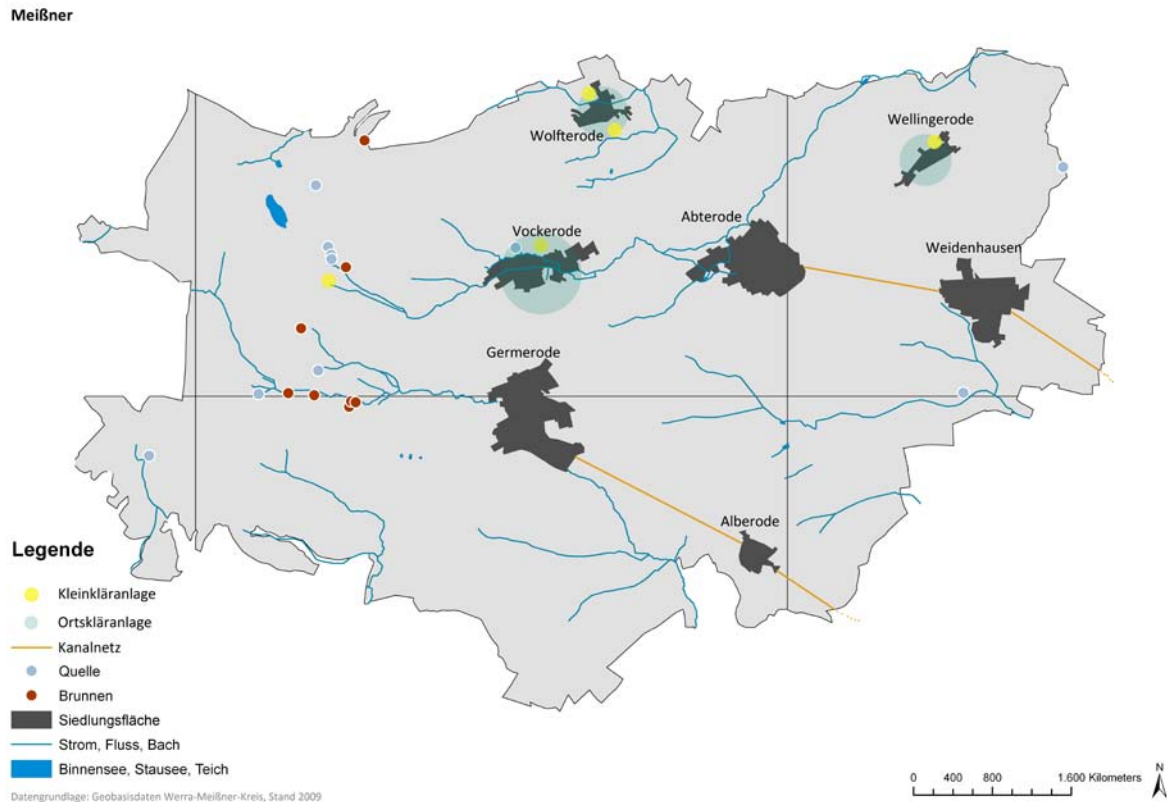 Meißner
Wolfterode
Wellingerode
Vockerode
Abterode
Weidenhausen
Germerode
Alberode
Legende
Kleinkläranlage
Ortskläranlage
Kanalnetz
Quelle
Brunnen
Siedlungsfläche
Strom, Fluss, Bach
Binnensee, Stausee, Teich
Datengrundlage: Geobasisdaten Werra-Meißner-Kreis, Stand 2009
0 400 800 1.600 Kilometers
N